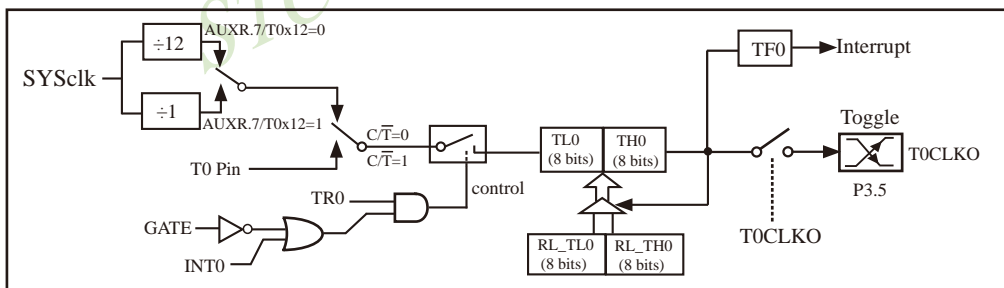 STC
÷12
AUXR.7/T0x12=0
SYSclk
÷1
AUXR.7/T0x12=1
T0 Pin
C/T̅=0
C/T̅=1
TR0
control
GATE
INT0
TL0
(8 bits)
TH0
(8 bits)
RL_TL0
(8 bits)
RL_TH0
(8 bits)
TF0
Interrupt
Toggle
T0CLKO
P3.5
T0CLKO